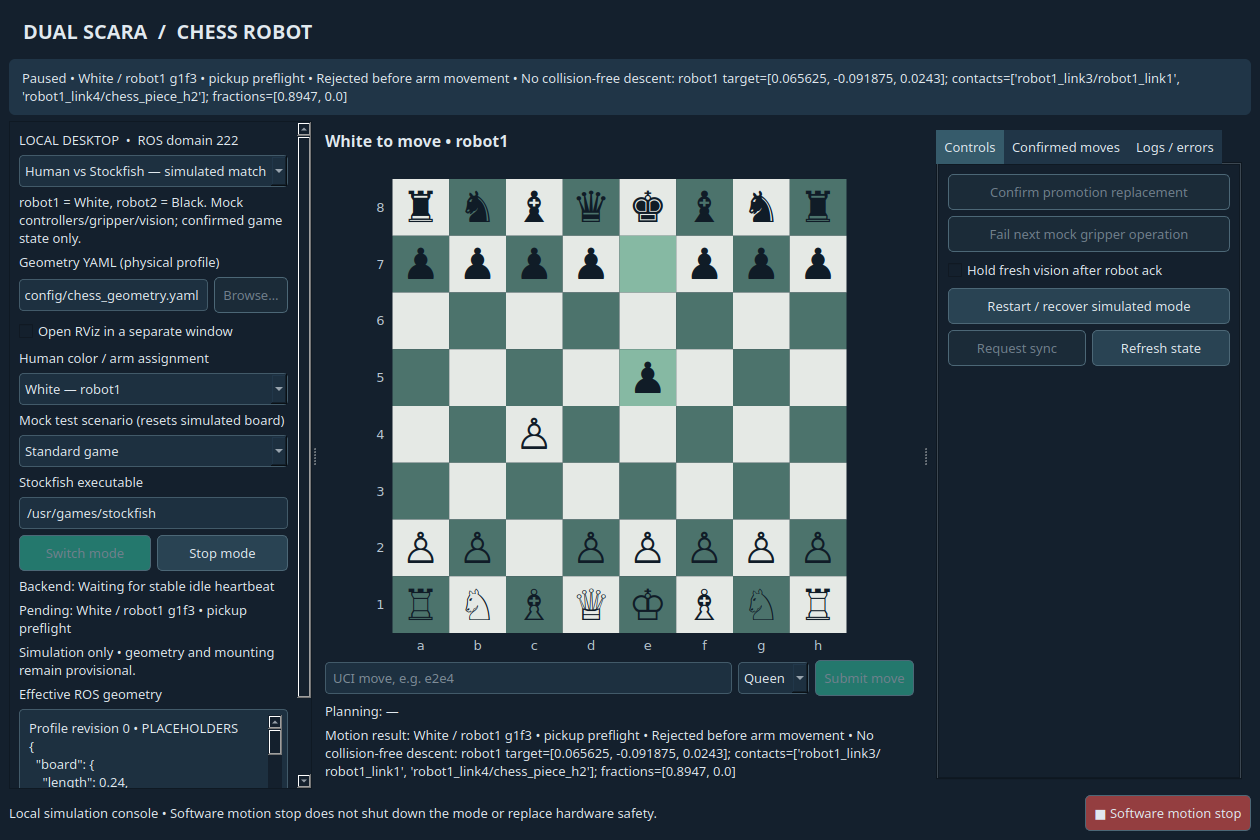 DUAL SCARA / CHESS ROBOT
Paused • White / robot1 g1f3 • pickup preflight • Rejected before arm movement • No collision-free descent: robot1 target=[0.065625, -0.091875, 0.0243]; contacts=['robot1_link3/robot1_link1',
'robot1_link4/chess_piece_h2']; fractions=[0.8947, 0.0]
LOCAL DESKTOP • ROS domain 222
Human vs Stockfish — simulated match
robot1 = White, robot2 = Black. Mock
controllers/gripper/vision; confirmed game
state only.
Geometry YAML (physical profile)
config/chess_geometry.yaml
Browse...
Open RViz in a separate window
Human color / arm assignment
White — robot1
Mock test scenario (resets simulated board)
Standard game
Stockfish executable
/usr/games/stockfish
Switch mode
Stop mode
Backend: Waiting for stable idle heartbeat
Pending: White / robot1 g1f3 • pickup
preflight
Simulation only • geometry and mounting
remain provisional.
Effective ROS geometry
Profile revision 0 • PLACEHOLDERS
{
"board": {
"length": 0.24,
White to move • robot1
8
7
6
5
4
3
2
1
a b c d e f g h
UCI move, e.g. e2e4
Queen
Submit move
Planning: —
Motion result: White / robot1 g1f3 • pickup preflight • Rejected before arm movement • No
collision-free descent: robot1 target=[0.065625, -0.091875, 0.0243]; contacts=['robot1_link3/
robot1_link1', 'robot1_link4/chess_piece_h2']; fractions=[0.8947, 0.0]
Controls
Confirmed moves
Logs / errors
Confirm promotion replacement
Fail next mock gripper operation
Hold fresh vision after robot ack
Restart / recover simulated mode
Request sync
Refresh state
Local simulation console • Software motion stop does not shut down the mode or replace hardware safety.
Software motion stop